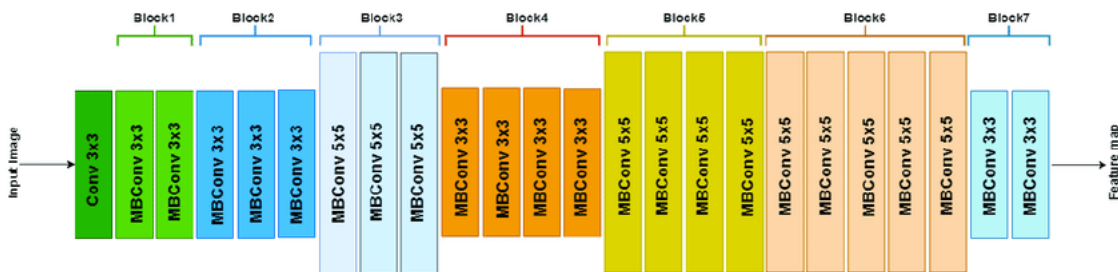 Block1
Block2
Block3
Block4
Block5
Block6
Block7
Input Image
Conv 3x3
MBConv 3x3
MBConv 3x3
MBConv 3x3
MBConv 3x3
MBConv 3x3
MBConv 5x5
MBConv 5x5
MBConv 5x5
MBConv 3x3
MBConv 3x3
MBConv 3x3
MBConv 3x3
MBConv 5x5
MBConv 5x5
MBConv 5x5
MBConv 5x5
MBConv 5x5
MBConv 5x5
MBConv 5x5
MBConv 5x5
MBConv 5x5
MBConv 3x3
MBConv 3x3
Feature map